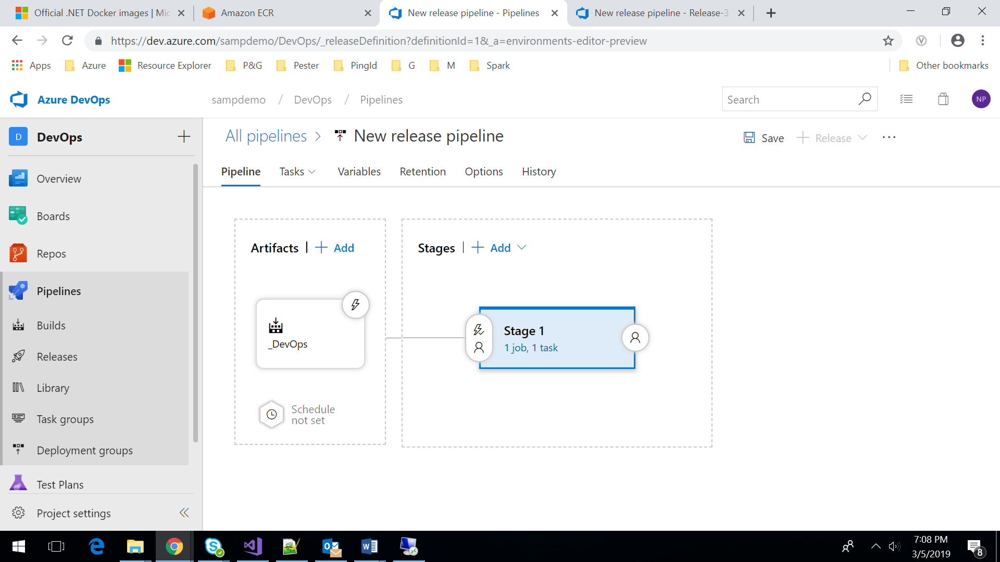 Official .NET Docker images | Mic
Amazon ECR
New release pipeline - Pipelines
New release pipeline - Release-3
https://dev.azure.com/sampdemo/DevOps/_releaseDefinition?definitionId=1&_a=environments-editor-preview
V
Apps
Azure
Resource Explorer
P&G
Pester
PingId
G
M
Spark
Other bookmarks
Azure DevOps
sampdemo / DevOps / Pipelines
Search
NP
D
DevOps
All pipelines > New release pipeline
Save
Release
Pipeline
Tasks
Variables
Retention
Options
History
Overview
Boards
Repos
Pipelines
Builds
Releases
Library
Task groups
Deployment groups
Test Plans
Project settings
Artifacts | + Add
Stages | + Add
_DevOps
Stage 1
1 job, 1 task
Schedule
not set
7:08 PM
3/5/2019
8